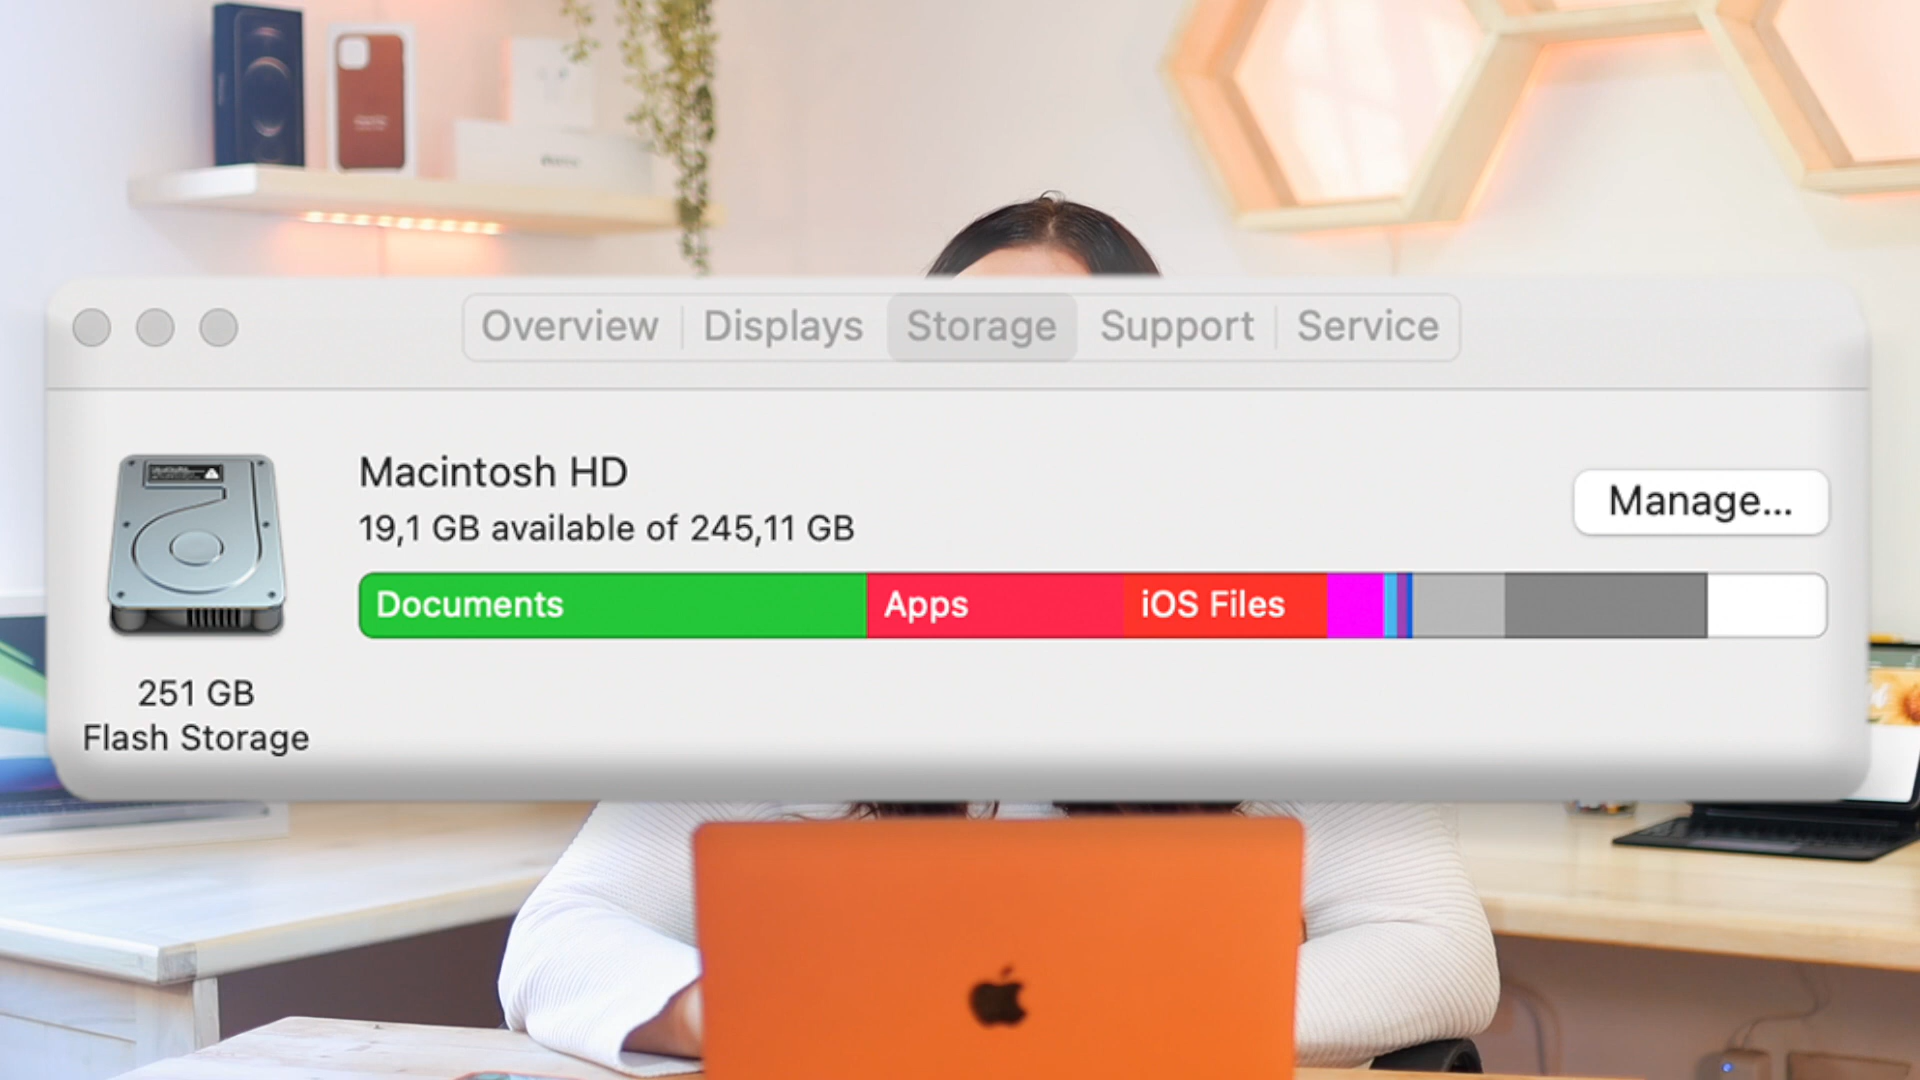 Overview
Displays
Storage
Support
Service
Macintosh HD
19,1 GB available of 245,11 GB
Manage...
Documents
Apps
iOS Files
251 GB
Flash Storage